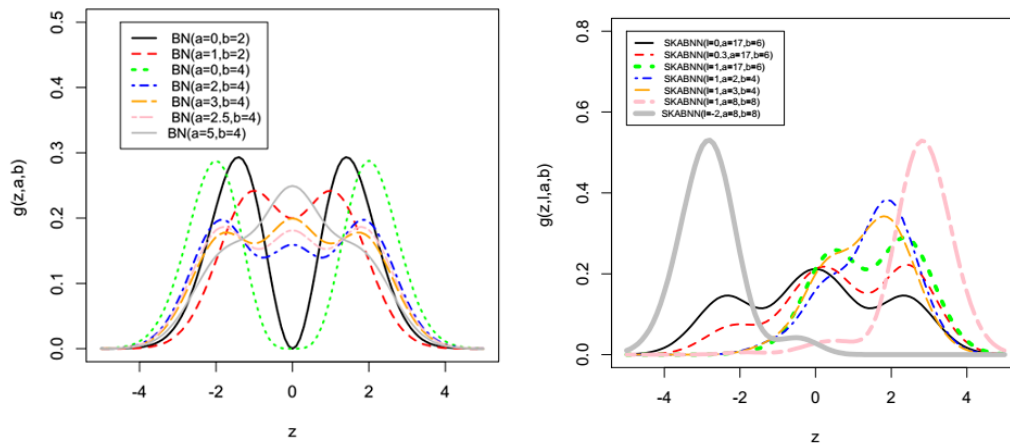 0.5
0.4
0.3
0.2
0.1
0.0
g(z,a,b)
BN(a=0,b=2)
BN(a=1,b=2)
BN(a=0,b=4)
BN(a=2,b=4)
BN(a=3,b=4)
BN(a=2.5,b=4)
BN(a=5,b=4)
-4 -2 0 2 4
z
0.8
0.6
0.4
0.2
0.0
g(z,l,a,b)
SKABNN(l=0,a=17,b=6)
SKABNN(l=0.3,a=17,b=6)
SKABNN(l=1,a=17,b=6)
SKABNN(l=1,a=2,b=4)
SKABNN(l=1,a=3,b=4)
SKABNN(l=1,a=8,b=8)
SKABNN(l=-2,a=8,b=8)
-4 -2 0 2 4
z